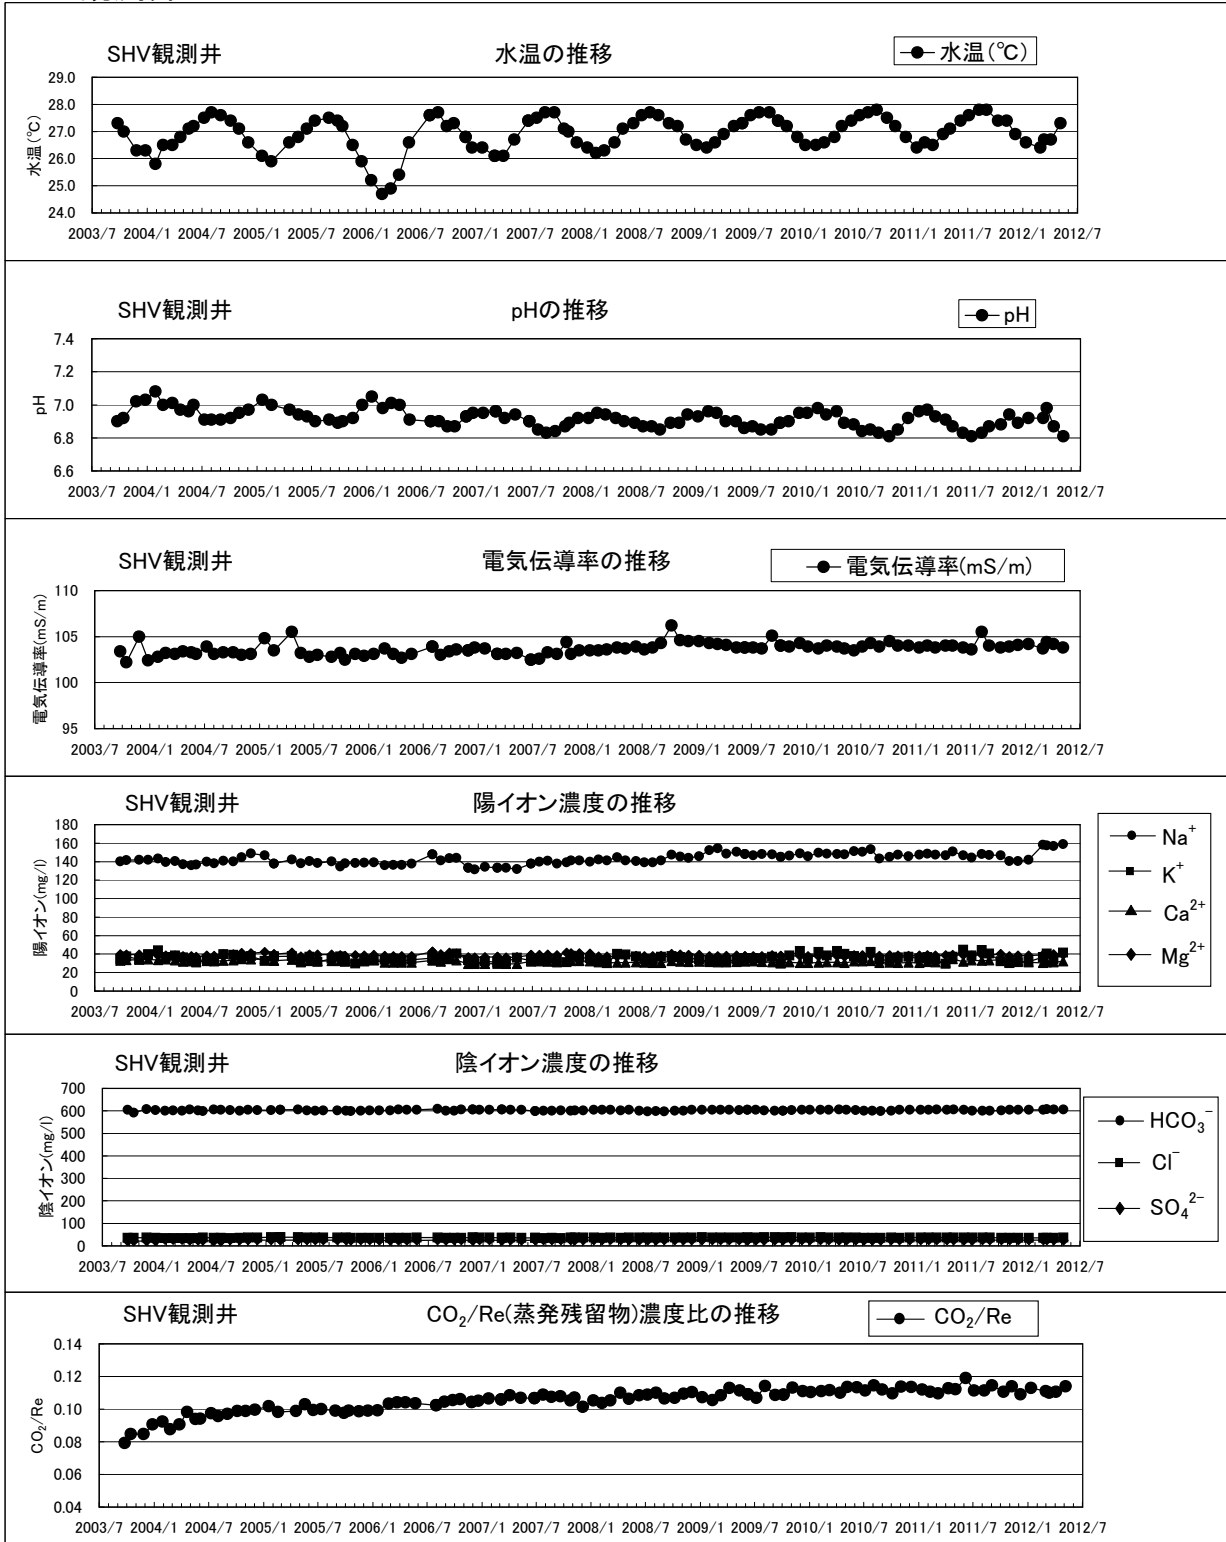 SHV観測井 水温の推移 水温(℃)
29.0
28.0
27.0
26.0
25.0
24.0
水温(℃)
2003/7 2004/1 2004/7 2005/1 2005/7 2006/1 2006/7 2007/1 2007/7 2008/1 2008/7 2009/1 2009/7 2010/1 2010/7 2011/1 2011/7 2012/1 2012/7
SHV観測井 pHの推移 pH
7.4
7.2
7.0
6.8
6.6
pH
2003/7 2004/1 2004/7 2005/1 2005/7 2006/1 2006/7 2007/1 2007/7 2008/1 2008/7 2009/1 2009/7 2010/1 2010/7 2011/1 2011/7 2012/1 2012/7
SHV観測井 電気伝導率の推移 電気伝導率(mS/m)
110
105
100
95
電気伝導率(mS/m)
2003/7 2004/1 2004/7 2005/1 2005/7 2006/1 2006/7 2007/1 2007/7 2008/1 2008/7 2009/1 2009/7 2010/1 2010/7 2011/1 2011/7 2012/1 2012/7
SHV観測井 陽イオン濃度の推移
180
160
140
120
100
80
60
40
20
0
陽イオン(mg/l)
2003/7 2004/1 2004/7 2005/1 2005/7 2006/1 2006/7 2007/1 2007/7 2008/1 2008/7 2009/1 2009/7 2010/1 2010/7 2011/1 2011/7 2012/1 2012/7
Na⁺
K⁺
Ca²⁺
Mg²⁺
SHV観測井 陰イオン濃度の推移
700
600
500
400
300
200
100
0
陰イオン(mg/l)
2003/7 2004/1 2004/7 2005/1 2005/7 2006/1 2006/7 2007/1 2007/7 2008/1 2008/7 2009/1 2009/7 2010/1 2010/7 2011/1 2011/7 2012/1 2012/7
HCO₃⁻
Cl⁻
SO₄²⁻
SHV観測井 CO₂/Re(蒸発残留物)濃度比の推移 CO₂/Re
0.14
0.12
0.10
0.08
0.06
0.04
CO₂/Re
2003/7 2004/1 2004/7 2005/1 2005/7 2006/1 2006/7 2007/1 2007/7 2008/1 2008/7 2009/1 2009/7 2010/1 2010/7 2011/1 2011/7 2012/1 2012/7